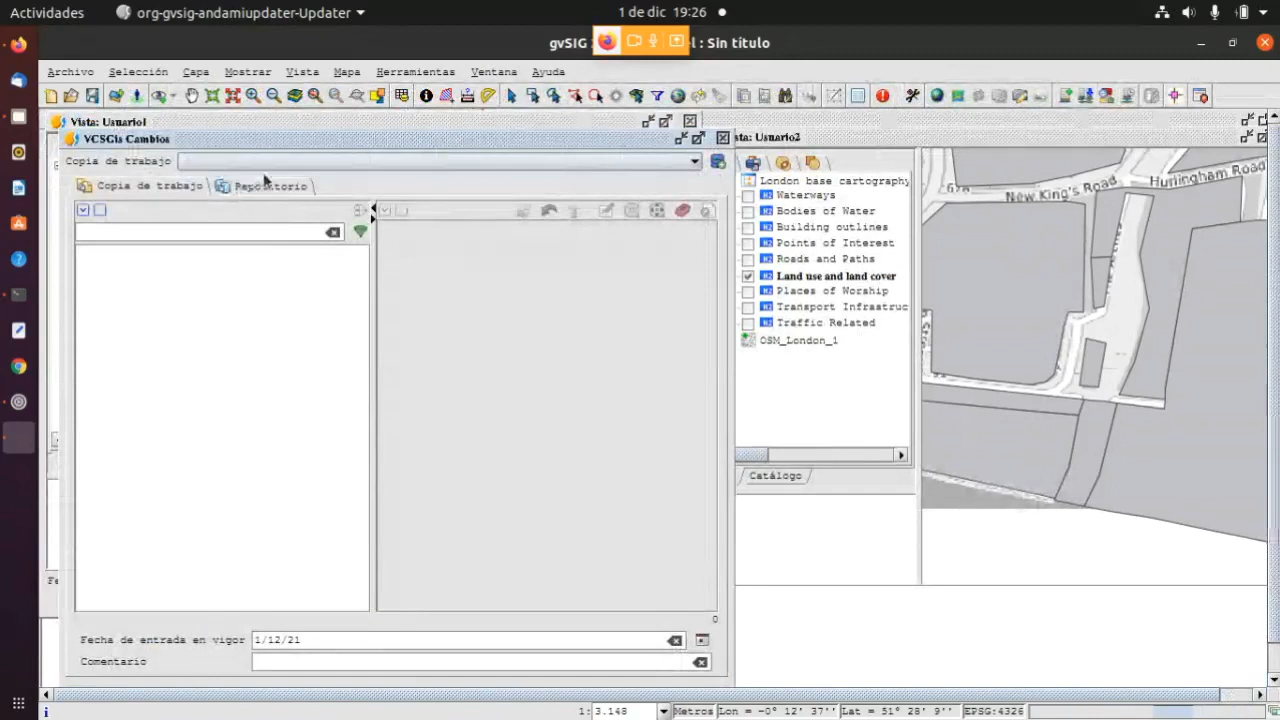 Actividades
org-gvsig-andamiupdater-Updater
1 de dic 19:26
gvSIG
l : Sin título
Archivo Selección Capa Mostrar Vista Mapa Herramientas Ventana Ayuda
Vista: Usuario1
VCSGis Cambios
Copia de trabajo
Copia de trabajo
Repositorio
Fecha de entrada en vigor
1/12/21
Comentario
0
sta: Usuario2
London base cartography
Waterways
Bodies of Water
Building outlines
Points of Interest
Roads and Paths
Land use and land cover
Places of Worship
Transport Infrastruc
Traffic Related
OSM_London_1
Catálogo
New King's Road
Hurlingham Road
Fe
1: 3.148
Metros
Lon = -0° 12' 37''
Lat = 51° 28' 9''
EPSG:4326